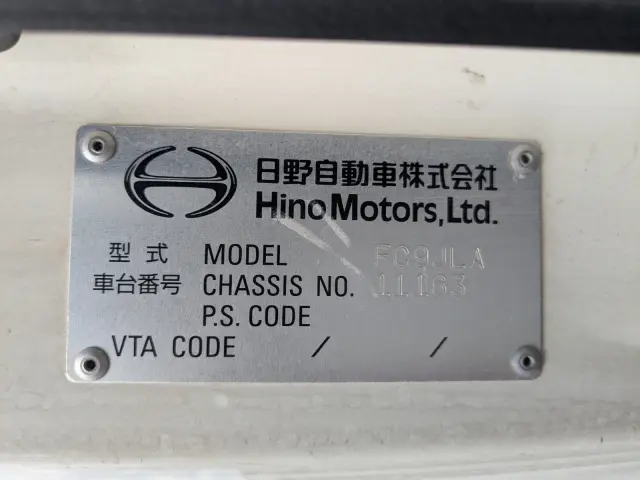 日野自動車株式会社
Hino Motors, Ltd.
型式 MODEL FC9JLA
車台番号 CHASSIS NO. 11163
P.S. CODE
VTA CODE / /